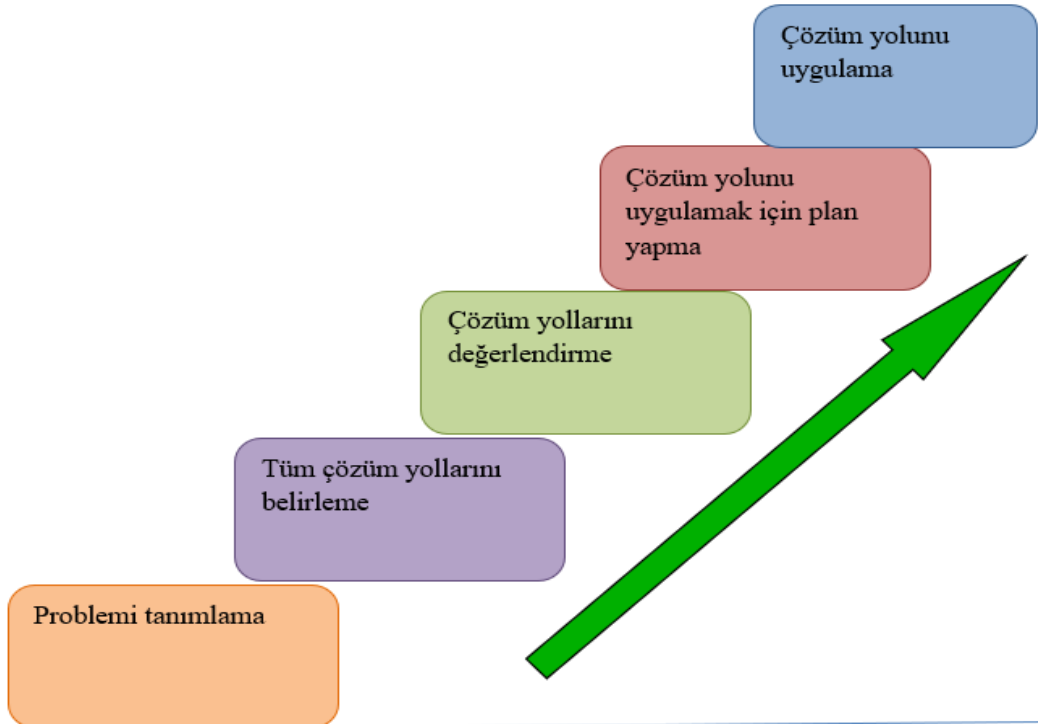 Çözüm yolunu
uygulama
Çözüm yolunu
uygulamak için plan
yapma
Çözüm yollarını
değerlendirme
Tüm çözüm yollarını
belirleme
Problemi tanımlama